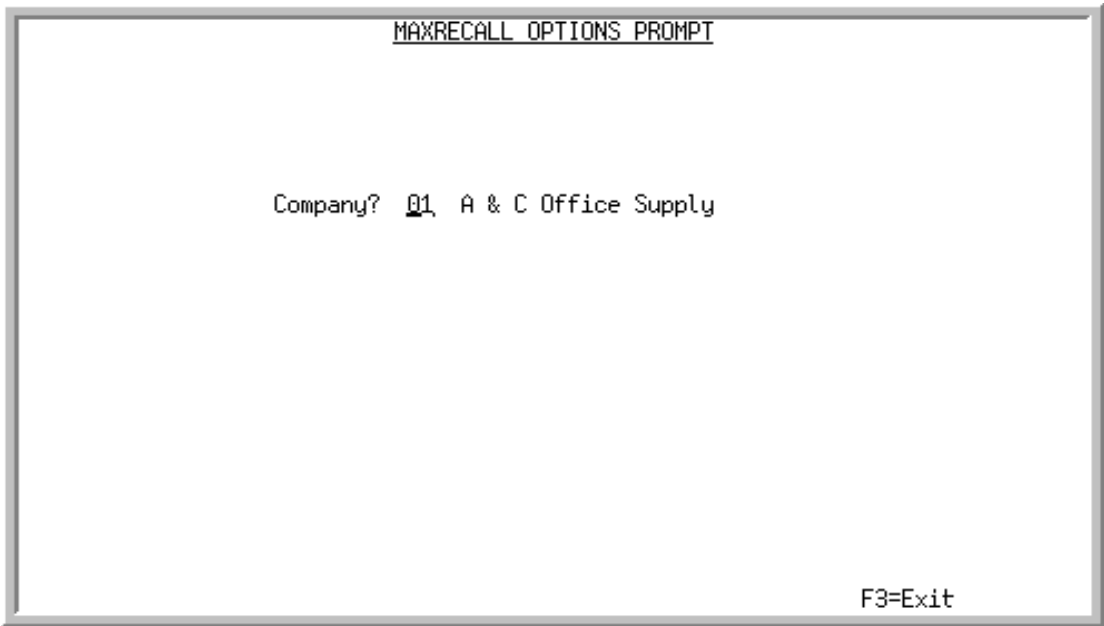 MAXRECALL OPTIONS PROMPT
Company? 01 A & C Office Supply
F3=Exit